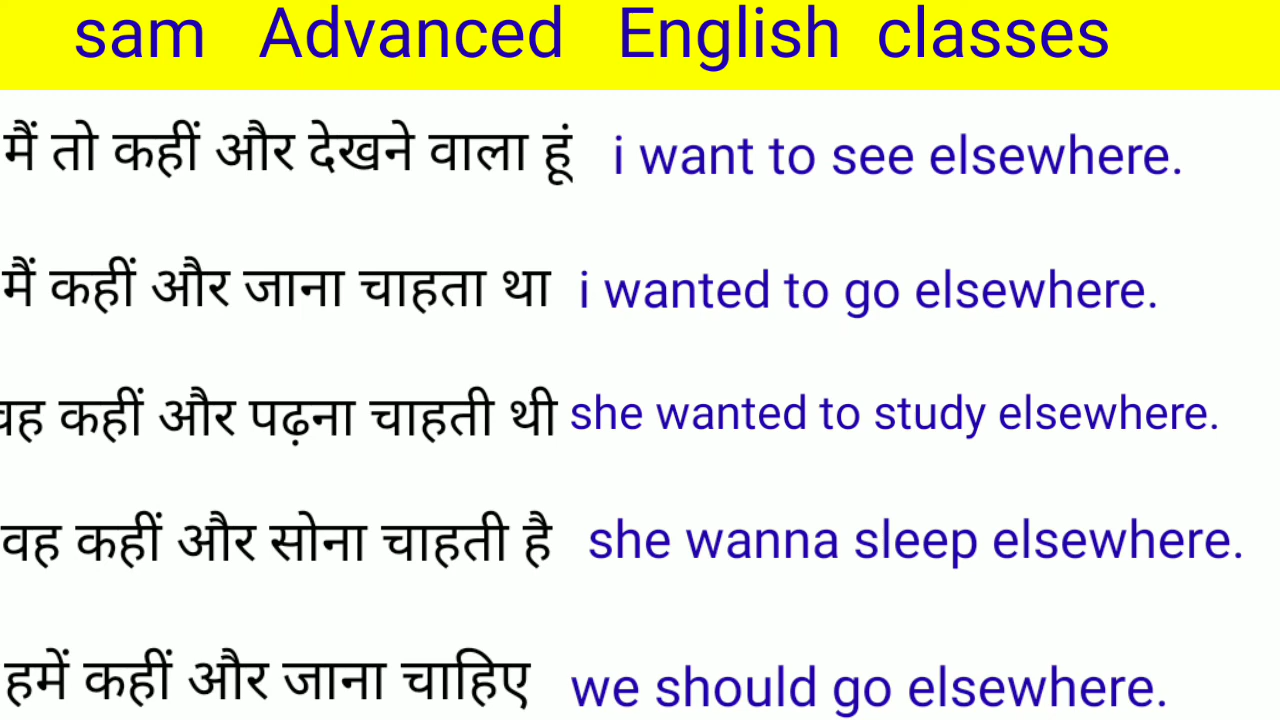 sam Advanced English classes
मैं तो कहीं और देखने वाला हूं i want to see elsewhere.
मैं कहीं और जाना चाहता था i wanted to go elsewhere.
वह कहीं और पढ़ना चाहती थी she wanted to study elsewhere.
वह कहीं और सोना चाहती है she wanna sleep elsewhere.
हमें कहीं और जाना चाहिए we should go elsewhere.